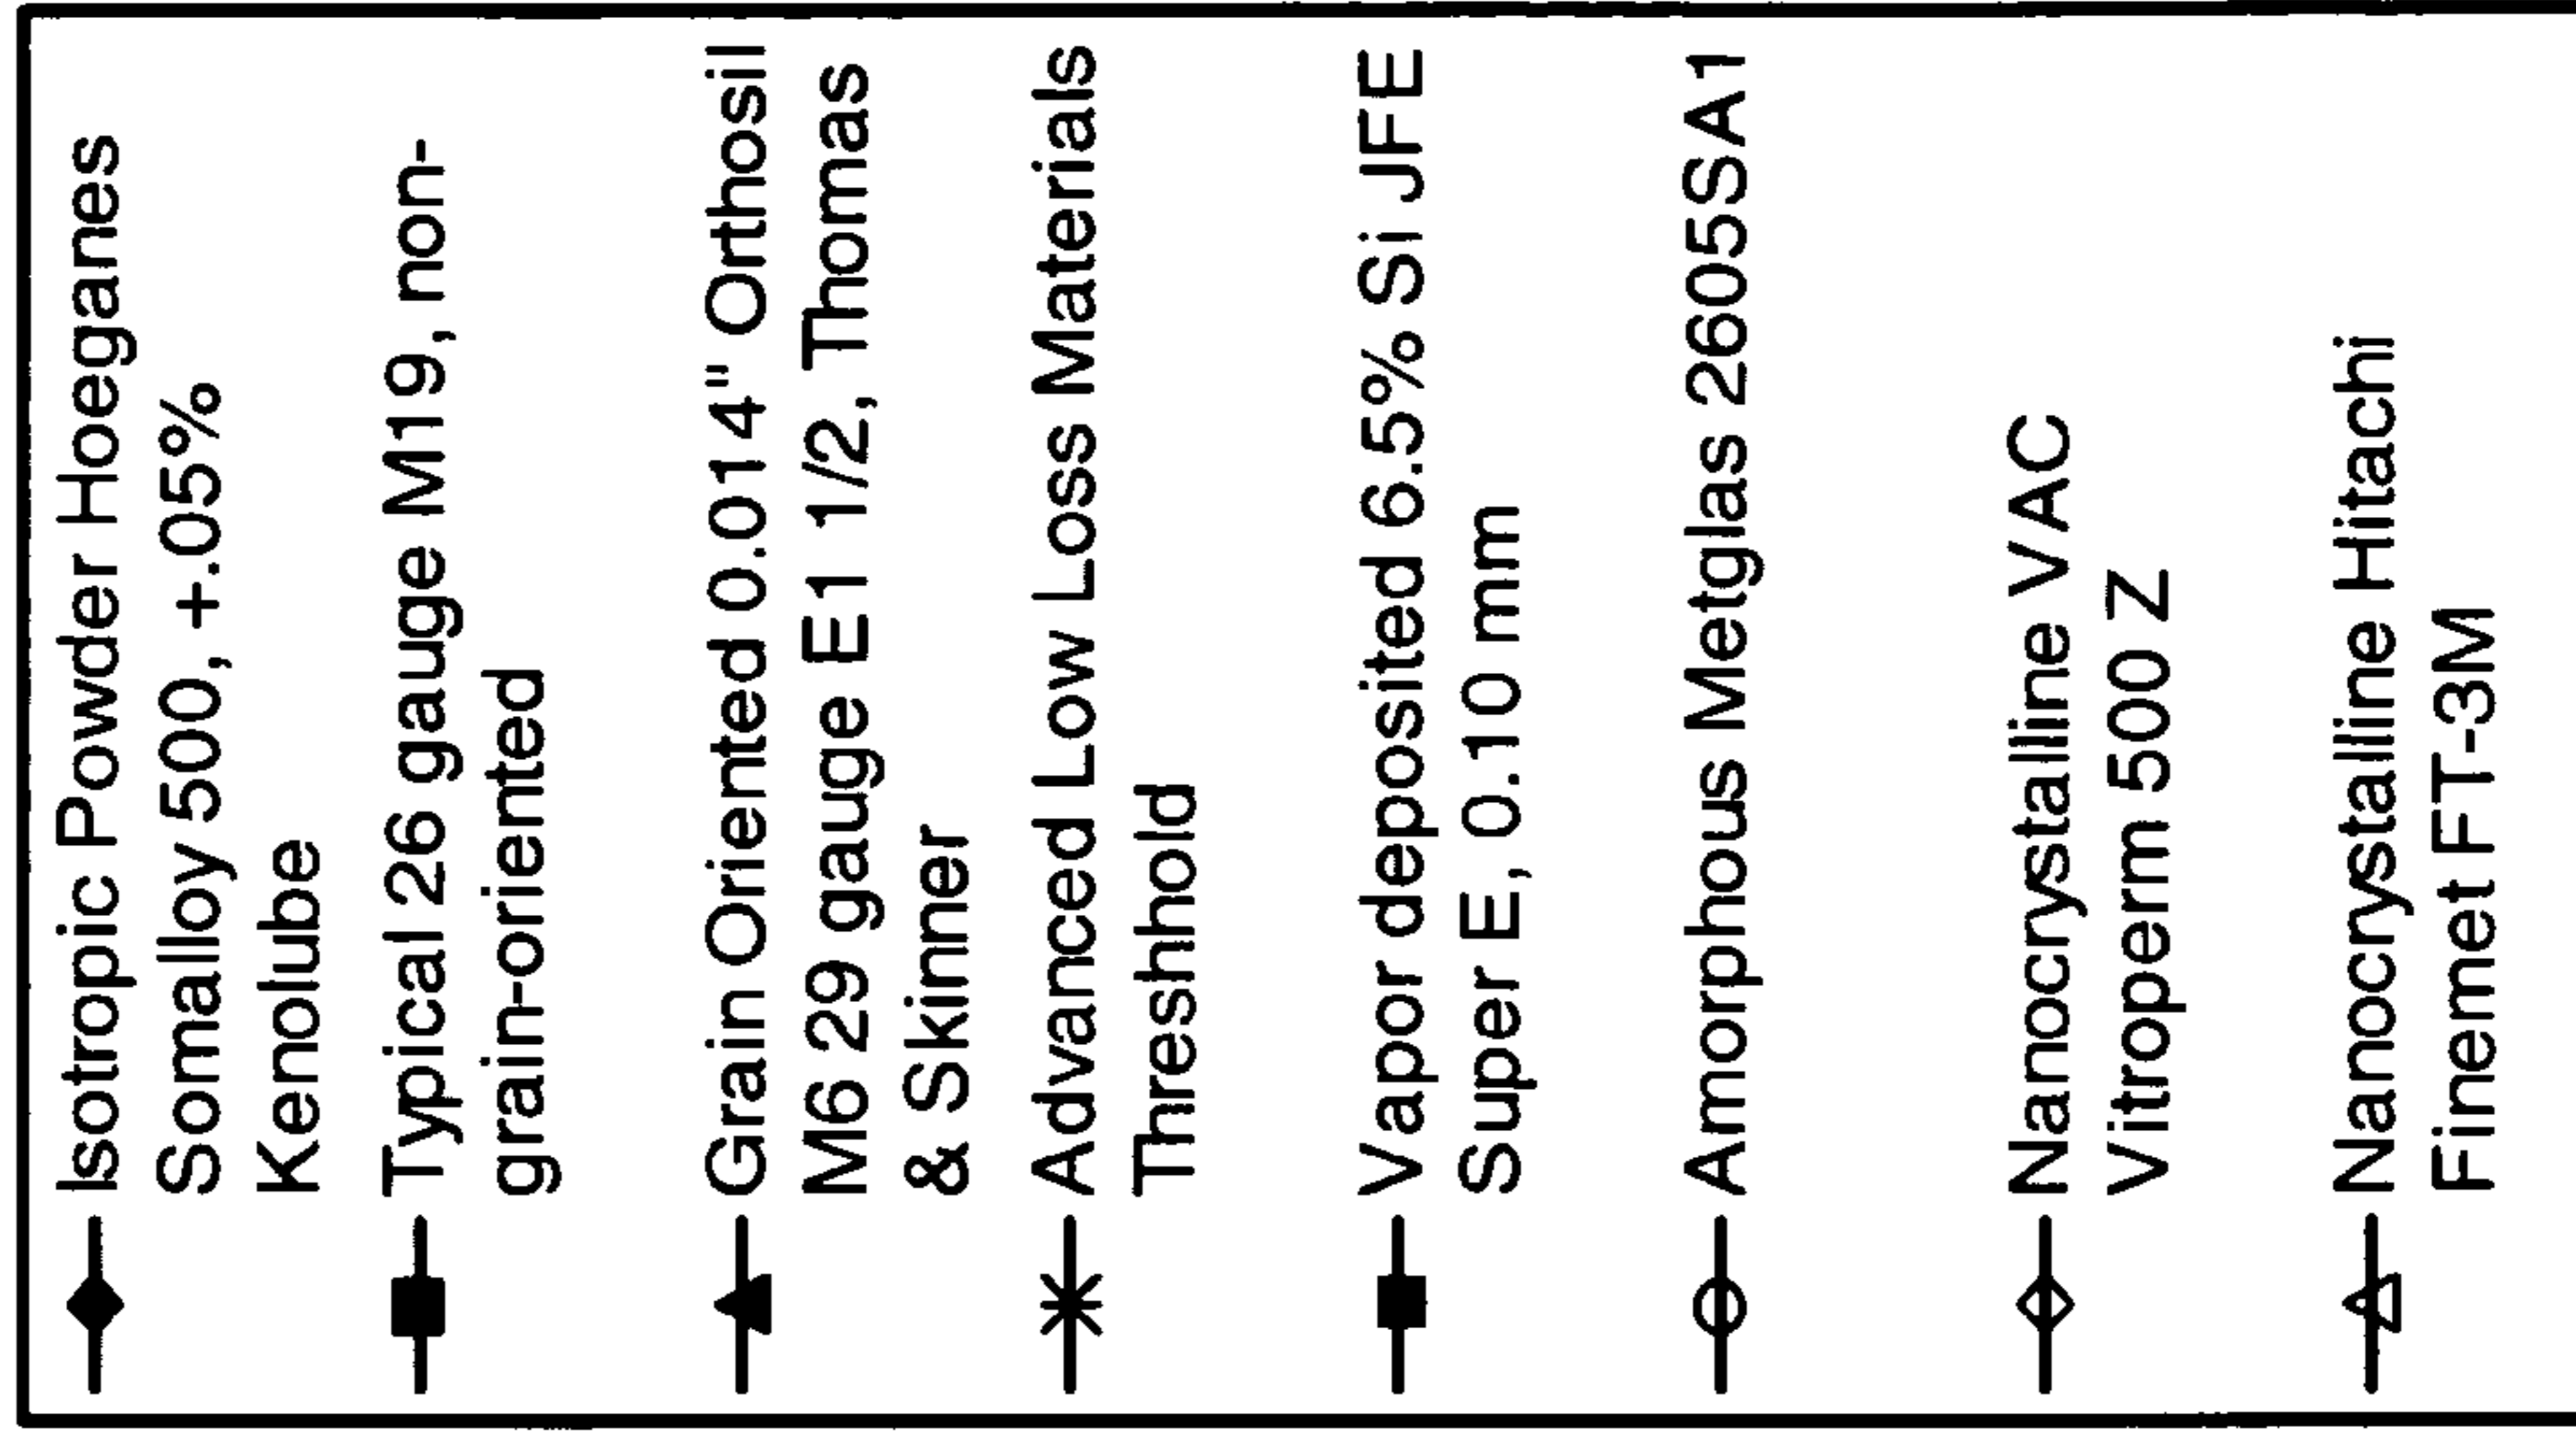 Isotropic Powder Hoeganes
Somalloy 500, +.05%
Kenolube
Typical 26 gauge M19, non-
grain-oriented
Grain Oriented 0.014" Orthosil
M6 29 gauge E1 1/2, Thomas
& Skinner
Advanced Low Loss Materials
Threshhold
Vapor deposited 6.5% Si JFE
Super E, 0.10 mm
Amorphous Metglas 2605SA1
Nanocrystalline VAC
Vitroperm 500 Z
Nanocrystalline Hitachi
Finemet FT-3M